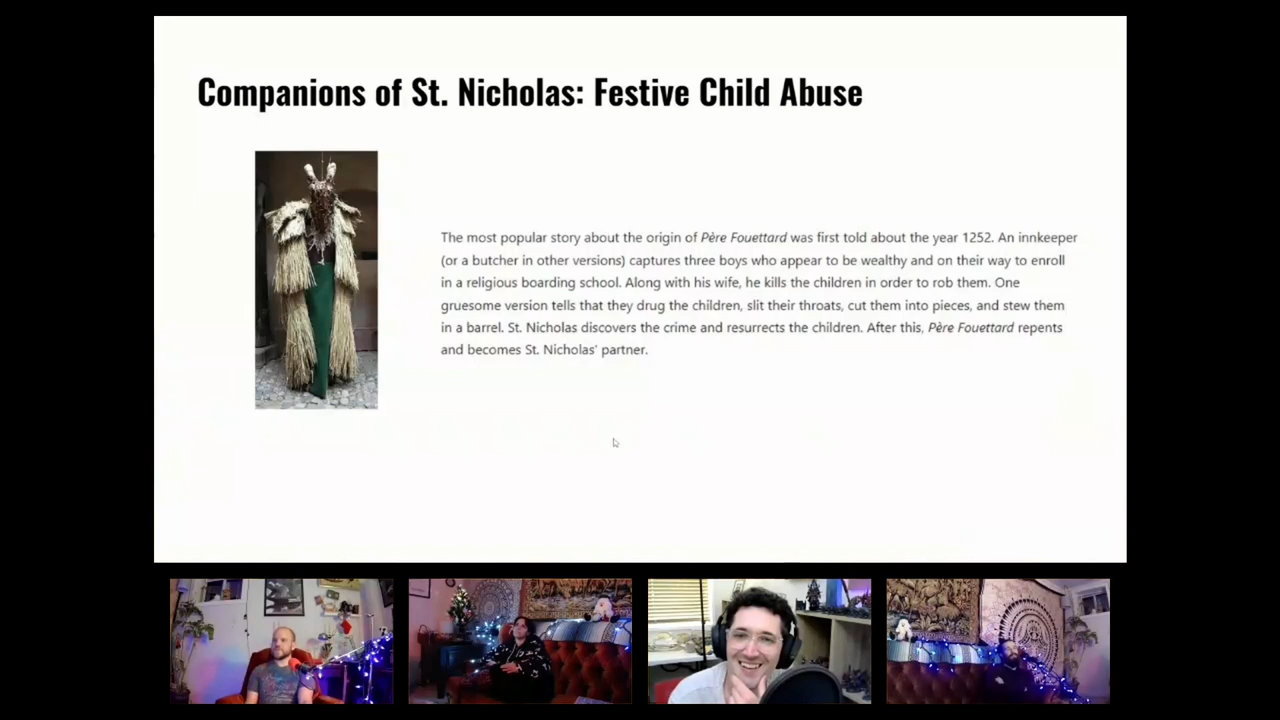 Companions of St. Nicholas: Festive Child Abuse
The most popular story about the origin of Père Fouettard was first told about the year 1252. An innkeeper
(or a butcher in other versions) captures three boys who appear to be wealthy and on their way to enroll
in a religious boarding school. Along with his wife, he kills the children in order to rob them. One
gruesome version tells that they drug the children, slit their throats, cut them into pieces, and stew them
in a barrel. St. Nicholas discovers the crime and resurrects the children. After this, Père Fouettard repents
and becomes St. Nicholas' partner.